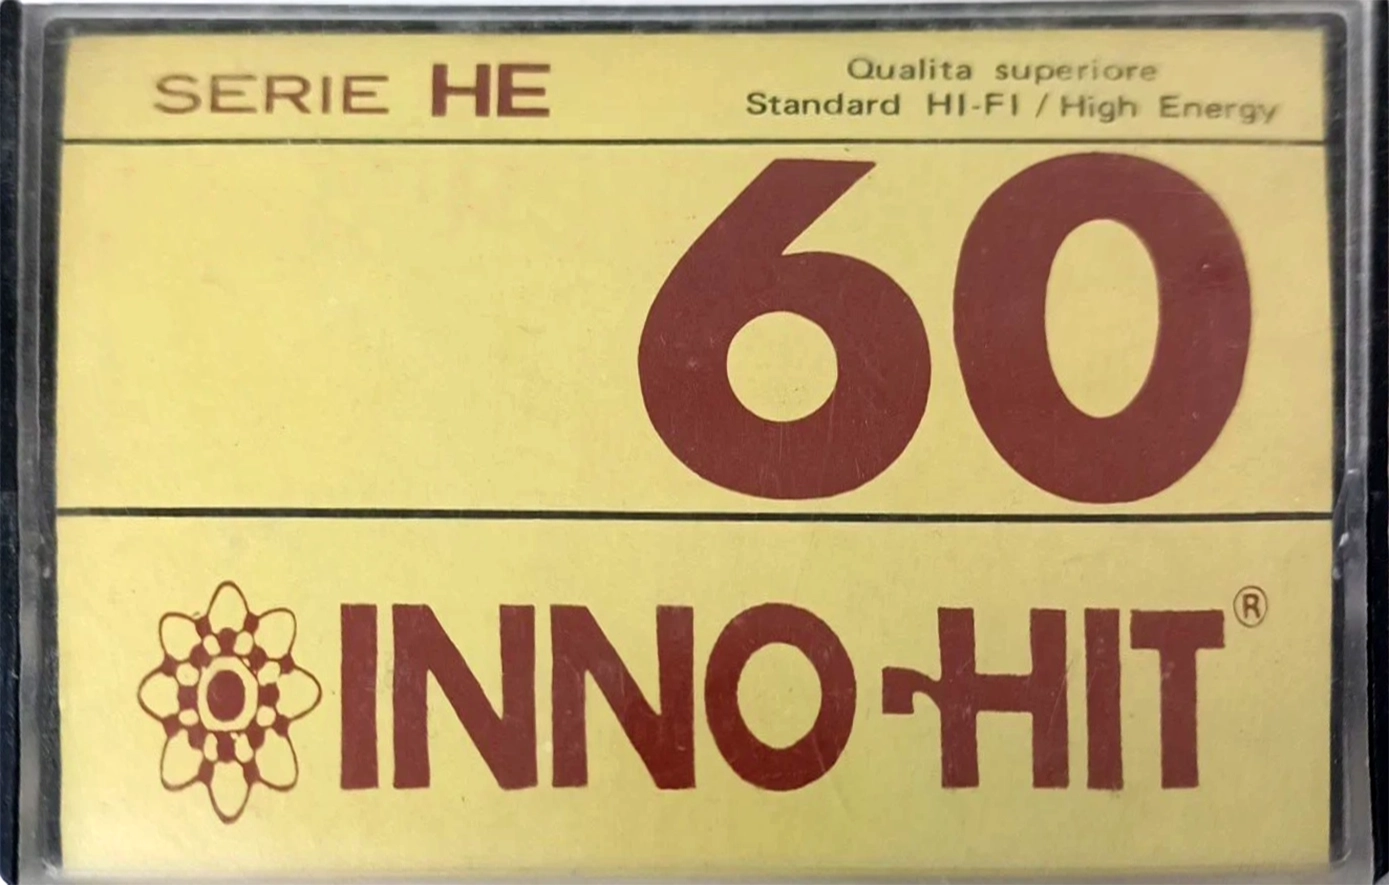 SERIE HE
Qualita superiore
Standard HI-FI / High Energy
60
INNO-HIT®